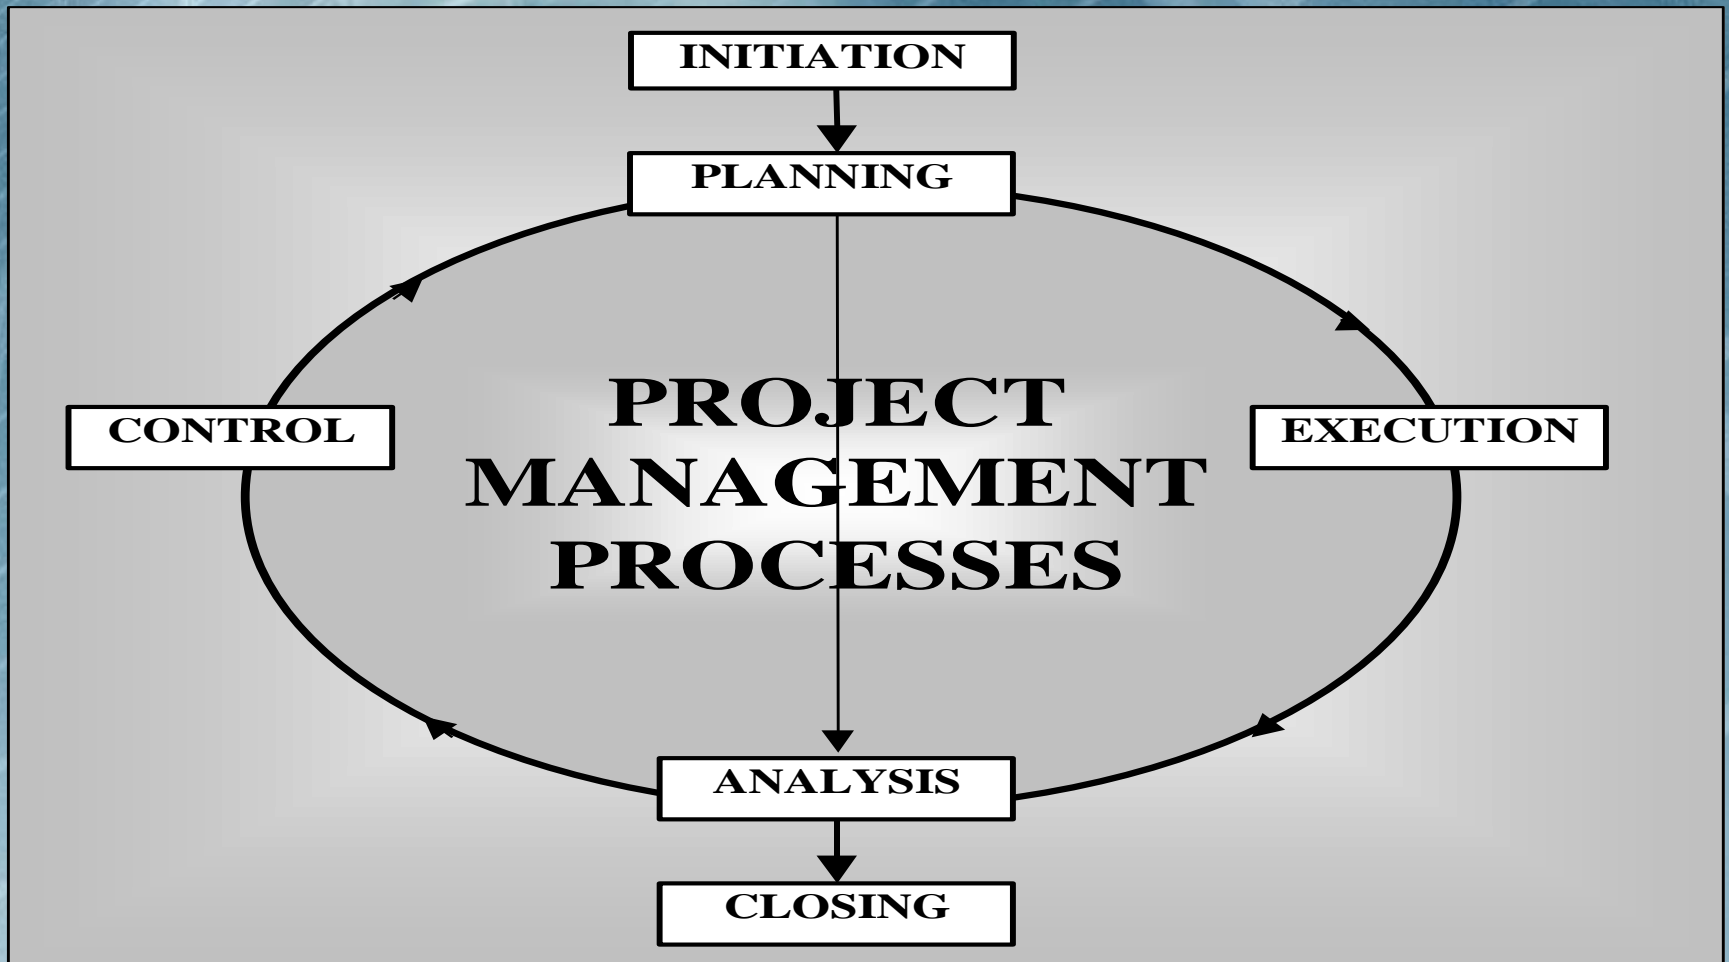 INITIATION
PLANNING
CONTROL
EXECUTION
PROJECT
MANAGEMENT
PROCESSES
ANALYSIS
CLOSING